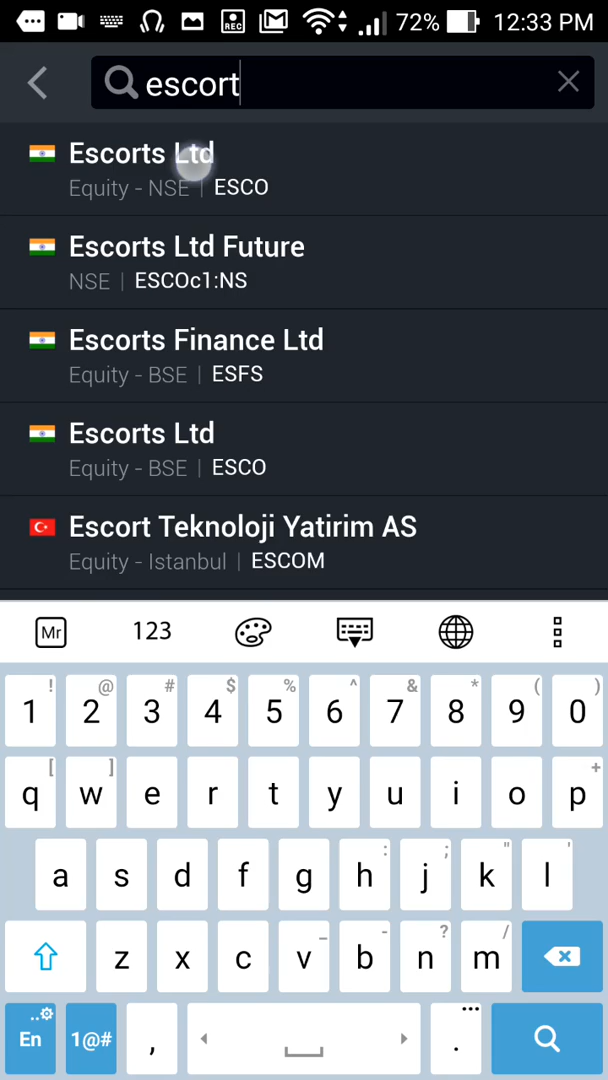 72% 12:33 PM
REC
escort
Escorts Ltd
Equity - NSE | ESCO
Escorts Ltd Future
NSE | ESCOc1:NS
Escorts Finance Ltd
Equity - BSE | ESFS
Escorts Ltd
Equity - BSE | ESCO
Escort Teknoloji Yatirim AS
Equity - Istanbul | ESCOM
Mr 123
! @ # $ % ^ & * ( )
1 2 3 4 5 6 7 8 9 0
[ ] +
q w e r t y u i o p
: ; " '
a s d f g h j k l
_ - ? /
z x c v b n m
En 1@# , . ...